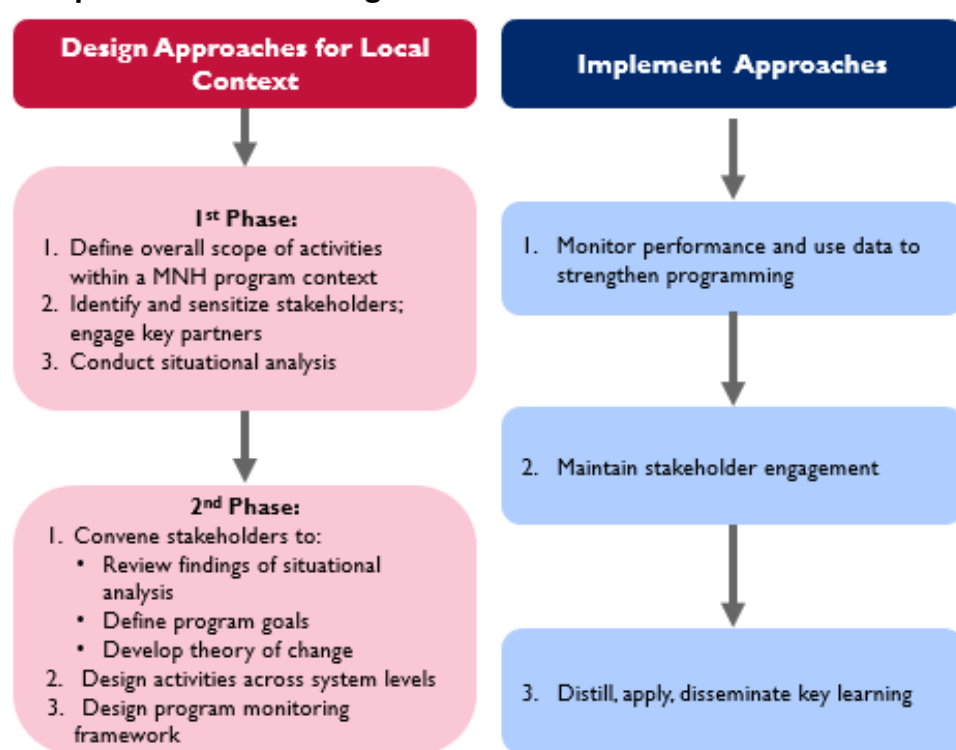 Design Approaches for Local
Context
1st Phase:
1. Define overall scope of activities
within a MNH program context
2. Identify and sensitize stakeholders;
engage key partners
3. Conduct situational analysis
2nd Phase:
1. Convene stakeholders to:
• Review findings of situational
analysis
• Define program goals
• Develop theory of change
2. Design activities across system levels
3. Design program monitoring
framework
Implement Approaches
1. Monitor performance and use data to
strengthen programming
2. Maintain stakeholder engagement
3. Distill, apply, disseminate key learning